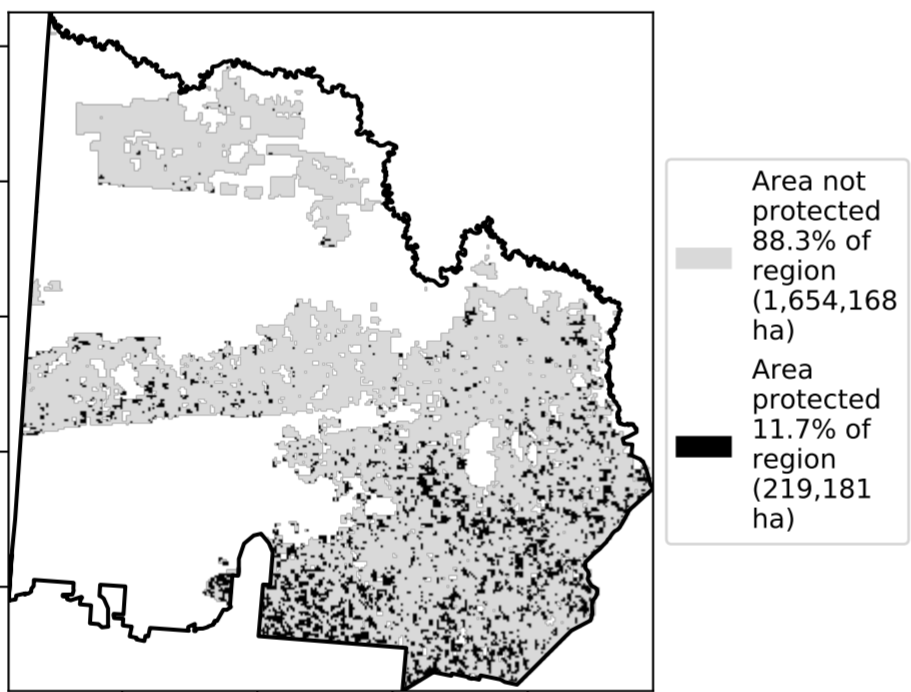 Area not
protected
88.3% of
region
(1,654,168
ha)
Area
protected
11.7% of
region
(219,181
ha)